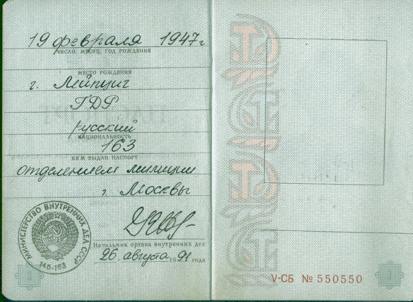 19 февраля 1947 г.
ЧИСЛО, МЕСЯЦ, ГОД РОЖДЕНИЯ
МЕСТО РОЖДЕНИЯ
г. Лейпциг
ГДР
русский
НАЦИОНАЛЬНОСТЬ
163
КЕМ ВЫДАН ПАСПОРТ
отделением милиции
г. Москвы
МИНИСТЕРСТВО ВНУТРЕННИХ ДЕЛ СССР
Начальник органа внутренних дел
26 августа 1991 года
V-СБ № 550550